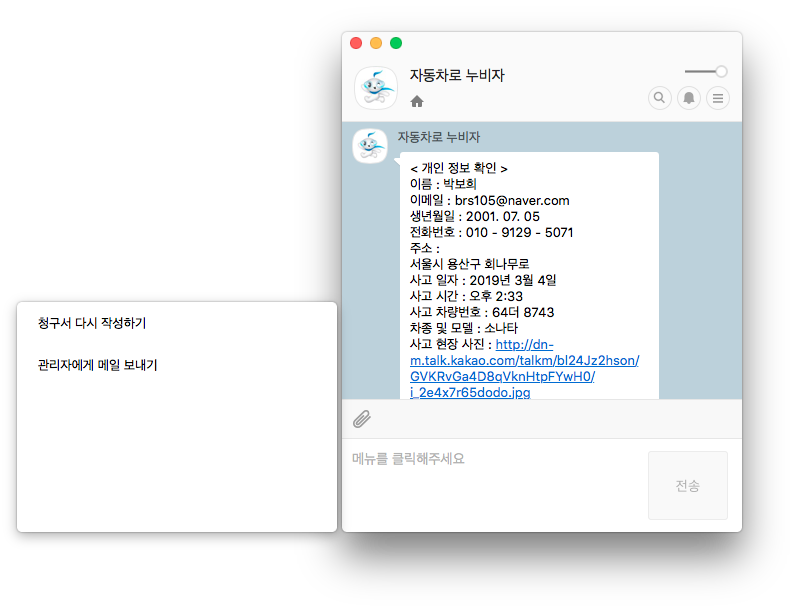 자동차로 누비자
자동차로 누비자
< 개인 정보 확인 >
이름 : 박보희
이메일 : brs105@naver.com
생년월일 : 2001. 07. 05
전화번호 : 010 - 9129 - 5071
주소 :
서울시 용산구 회나무로
사고 일자 : 2019년 3월 4일
사고 시간 : 오후 2:33
사고 차량번호 : 64더 8743
차종 및 모델 : 소나타
사고 현장 사진 : http://dn-
m.talk.kakao.com/talkm/bl24Jz2hson/
GVKRvGa4D8qVknHtpFYwH0/
i_2e4x7r65dodo.jpg
청구서 다시 작성하기
관리자에게 메일 보내기
메뉴를 클릭해주세요
전송